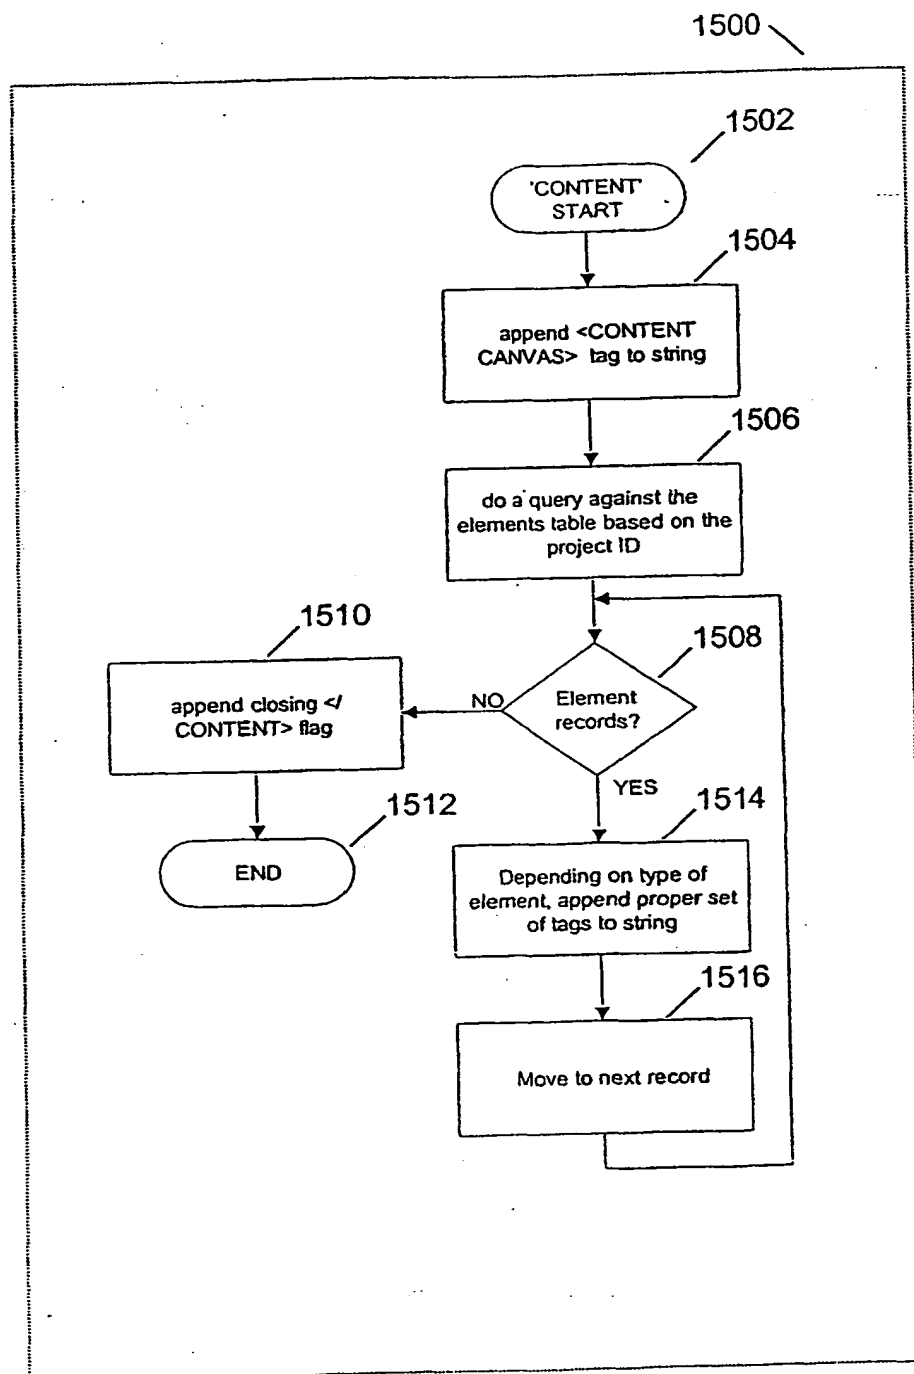 1500
1502
'CONTENT'
START
1504
append <CONTENT
CANVAS> tag to string
1506
do a query against the
elements table based on the
project ID
1510
1508
append closing </
CONTENT> flag
NO
Element
records?
YES
1512
1514
END
Depending on type of
element, append proper set
of tags to string
1516
Move to next record